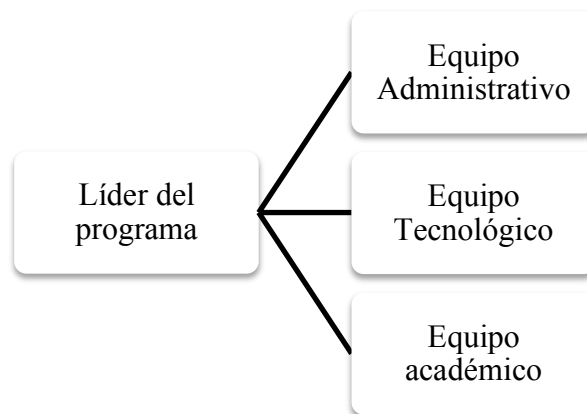 Equipo
Administrativo
Líder del
programa
Equipo
Tecnológico
Equipo
académico